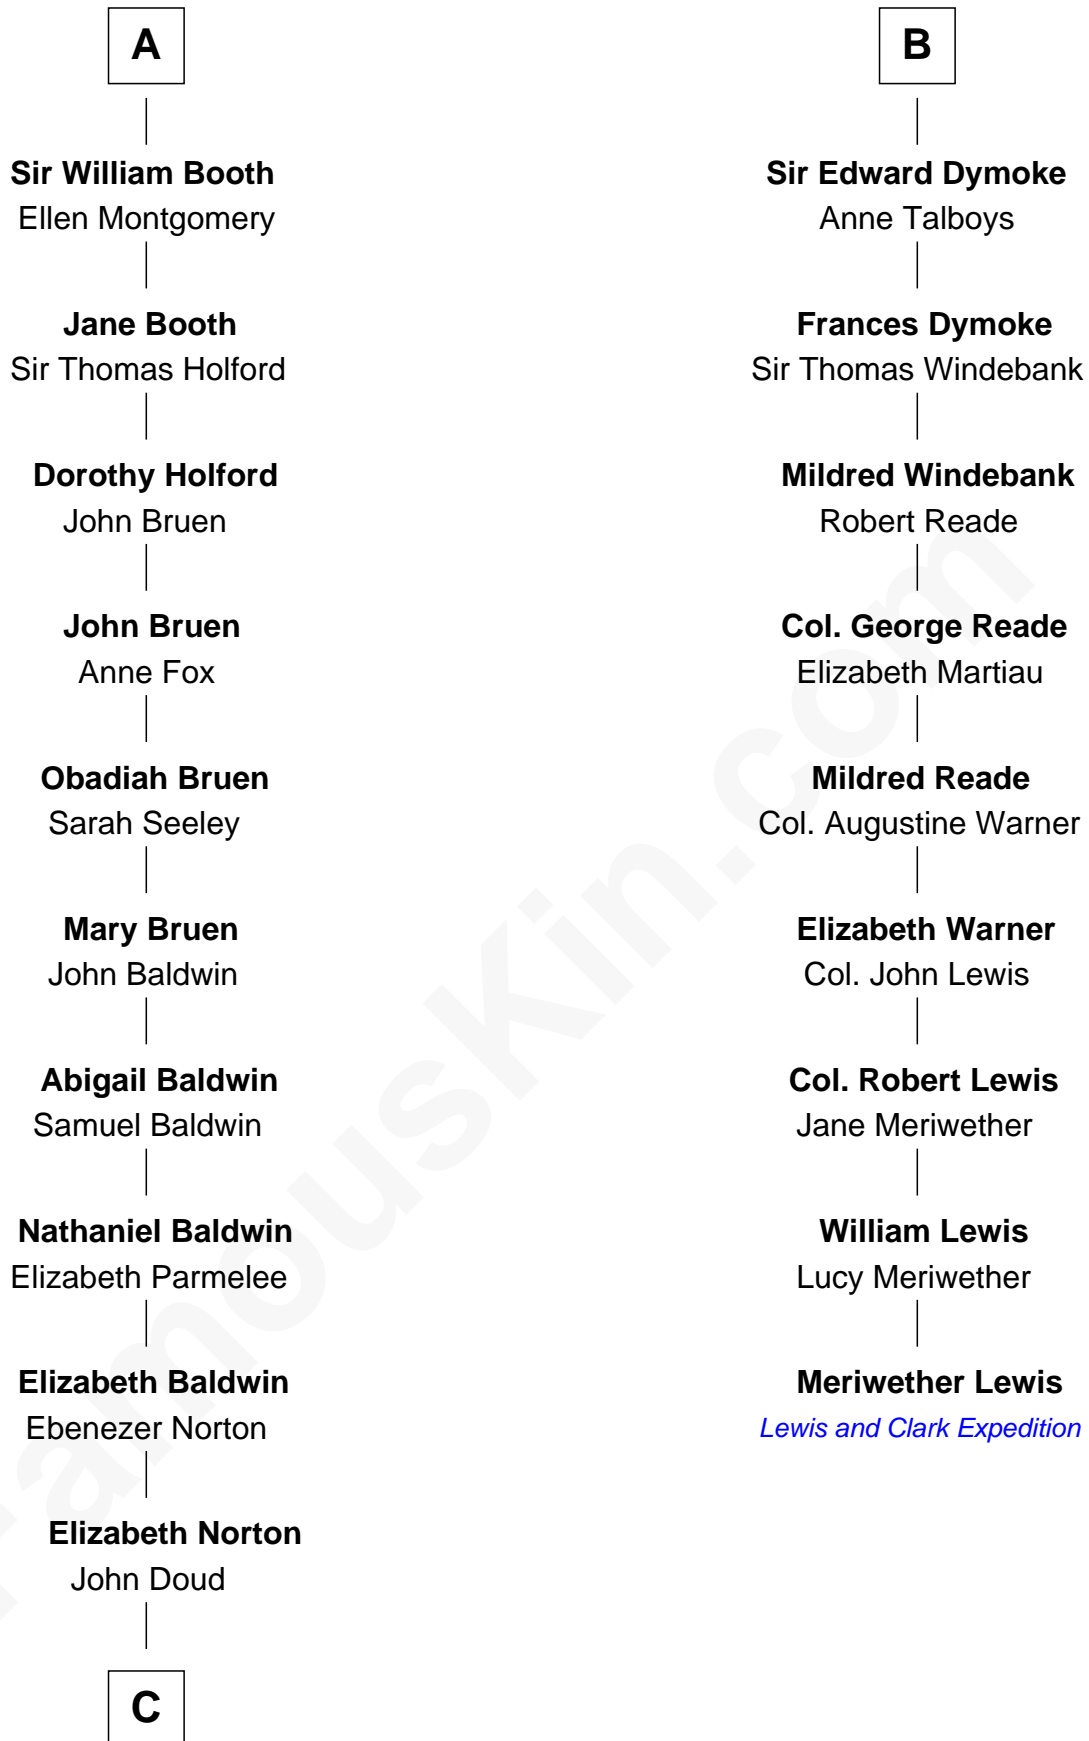 A
Sir William Booth
Ellen Montgomery
Jane Booth
Sir Thomas Holford
Dorothy Holford
John Bruen
John Bruen
Anne Fox
Obadiah Bruen
Sarah Seeley
Mary Bruen
John Baldwin
Abigail Baldwin
Samuel Baldwin
Nathaniel Baldwin
Elizabeth Parmelee
Elizabeth Baldwin
Ebenezer Norton
Elizabeth Norton
John Doud
C
B
Sir Edward Dymoke
Anne Talboys
Frances Dymoke
Sir Thomas Windebank
Mildred Windebank
Robert Reade
Col. George Reade
Elizabeth Martiau
Mildred Reade
Col. Augustine Warner
Elizabeth Warner
Col. John Lewis
Col. Robert Lewis
Jane Meriwether
William Lewis
Lucy Meriwether
Meriwether Lewis
Lewis and Clark Expedition
FamousKin.com